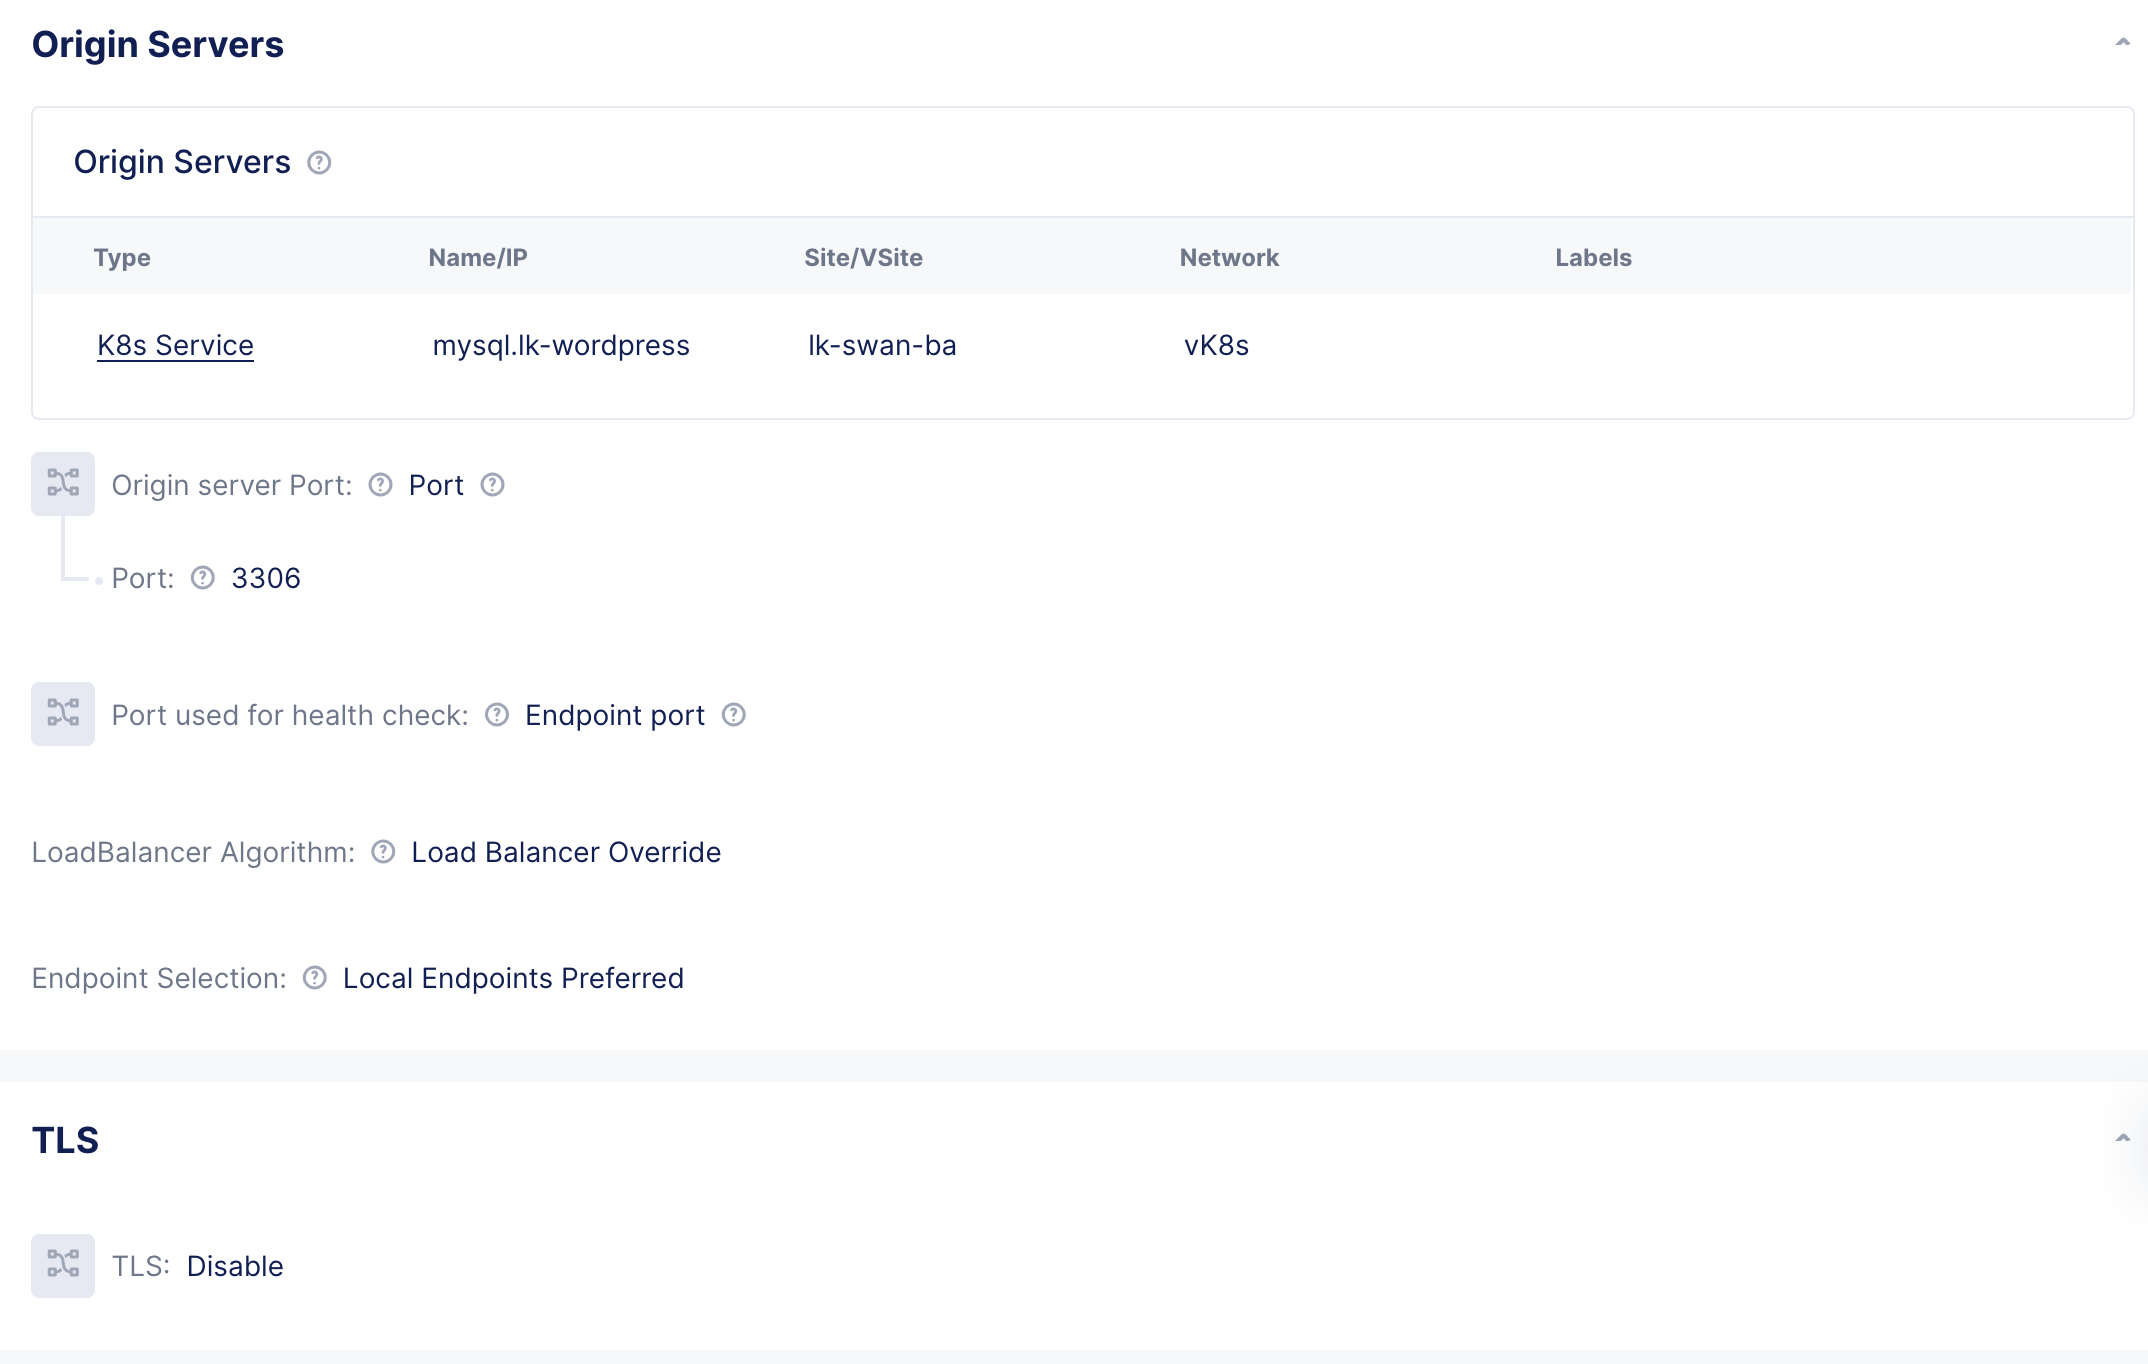 Origin Servers
Origin Servers
Type Name/IP Site/VSite Network Labels
K8s Service mysql.lk-wordpress lk-swan-ba vK8s
Origin server Port: Port
Port: 3306
Port used for health check: Endpoint port
LoadBalancer Algorithm: Load Balancer Override
Endpoint Selection: Local Endpoints Preferred
TLS
TLS: Disable